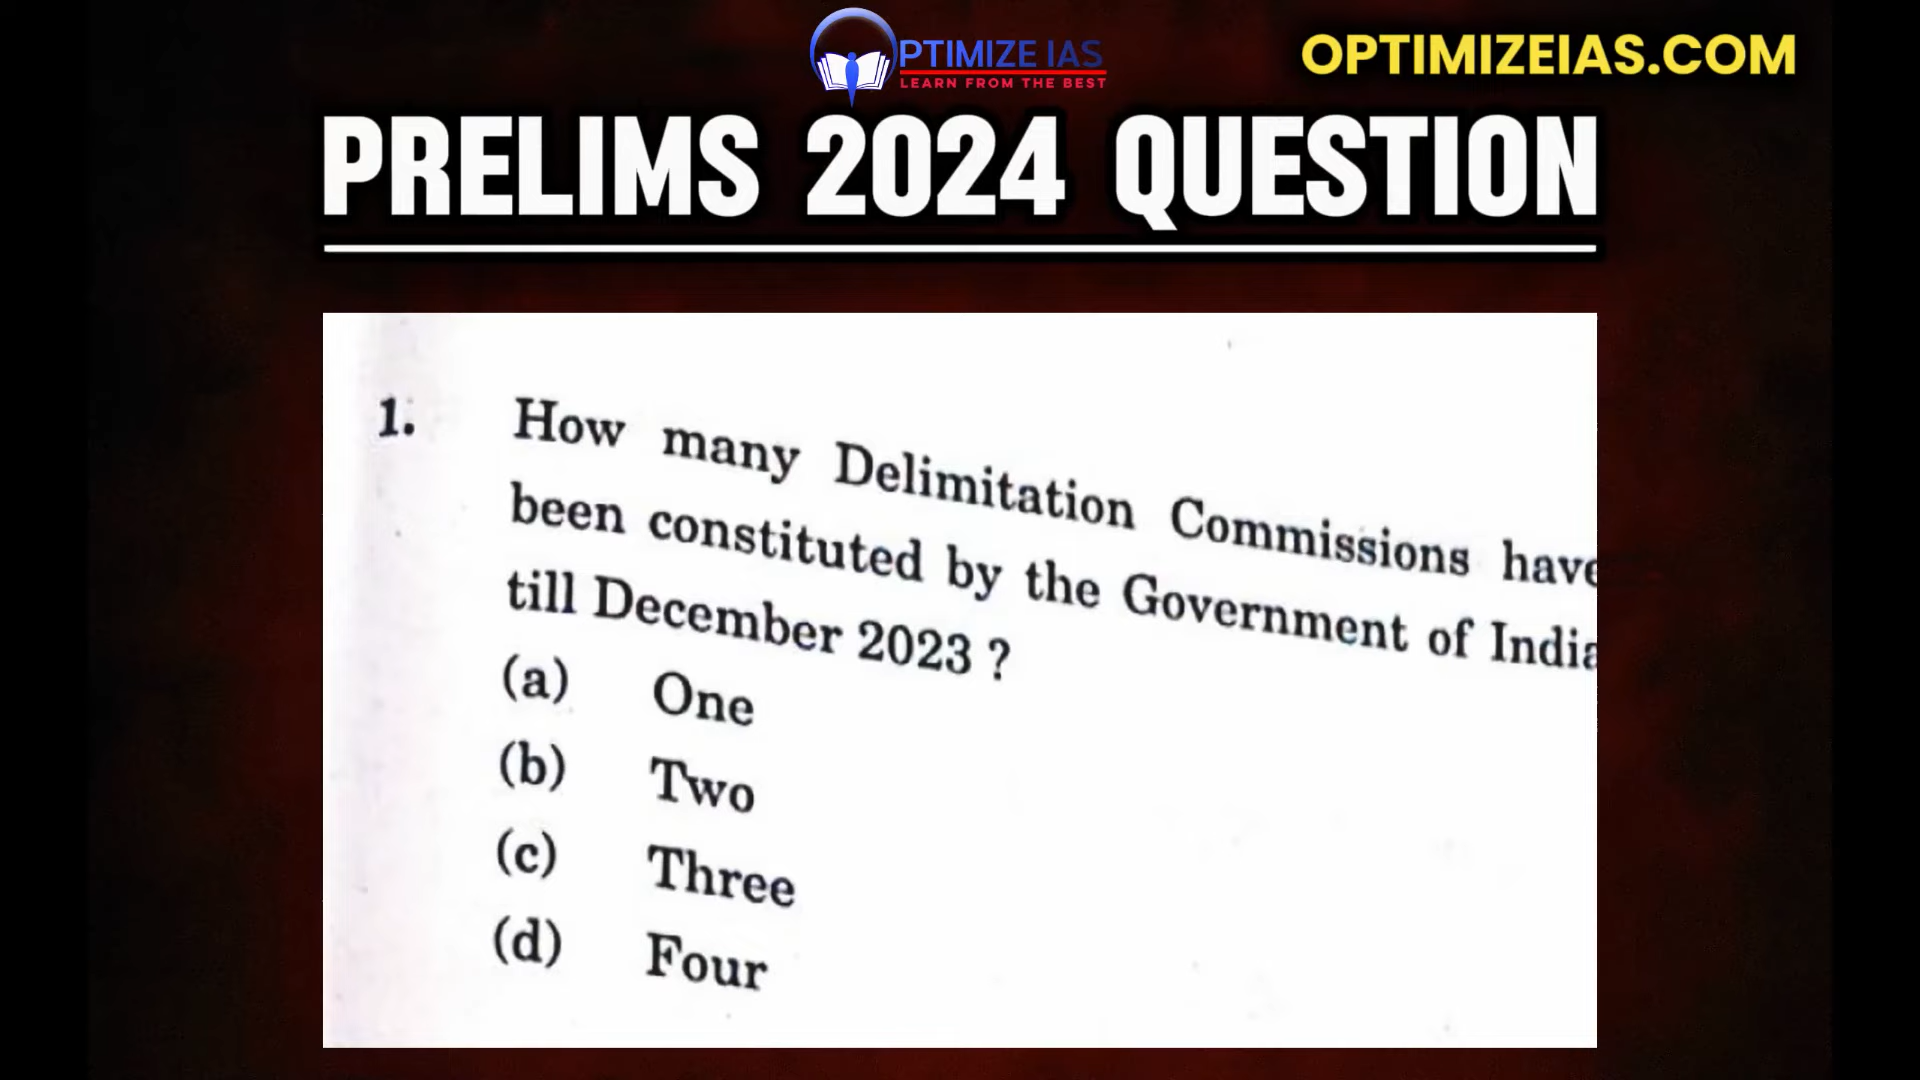 PTIMIZE IAS
LEARN FROM THE BEST
OPTIMIZEIAS.COM
PRELIMS 2024 QUESTION
1. How many Delimitation Commissions have
been constituted by the Government of India
till December 2023 ?
(a) One
(b) Two
(c) Three
(d) Four